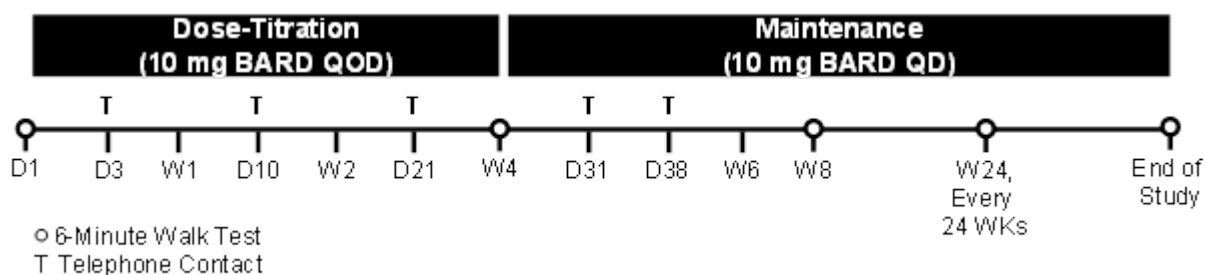 Dose-Titration
(10 mg BARD QOD)
Maintenance
(10 mg BARD QD)
T T T T T
D1 D3 W1 D10 W2 D21 W4 D31 D38 W6 W8 W24,
Every
24 WKs
End of
Study
6-Minute Walk Test
T Telephone Contact